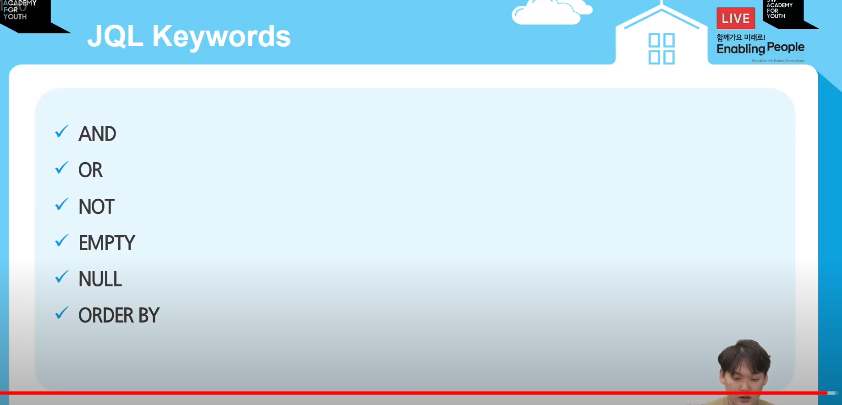 ACADEMY
FOR
YOUTH
JQL Keywords
LIVE
ACADEMY
FOR
YOUTH
함께가요 미래로!
Enabling People
AND
OR
NOT
EMPTY
NULL
ORDER BY